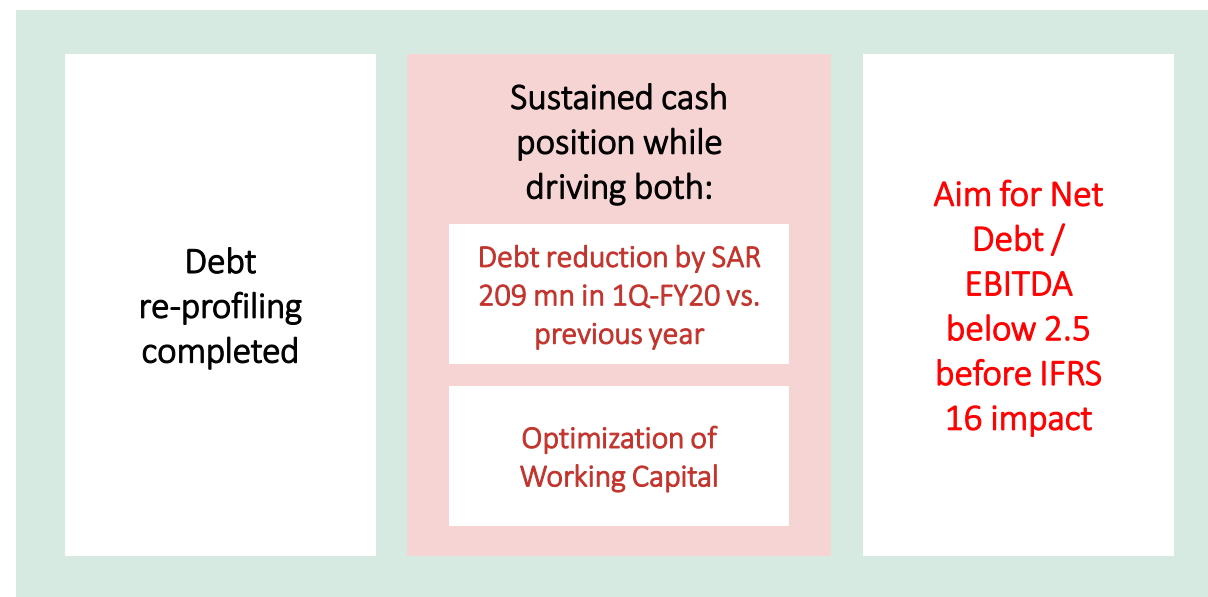 Debt
re-profiling
completed
Sustained cash
position while
driving both:
Debt reduction by SAR
209 mn in 1Q-FY20 vs.
previous year
Optimization of
Working Capital
Aim for Net
Debt /
EBITDA
below 2.5
before IFRS
16 impact